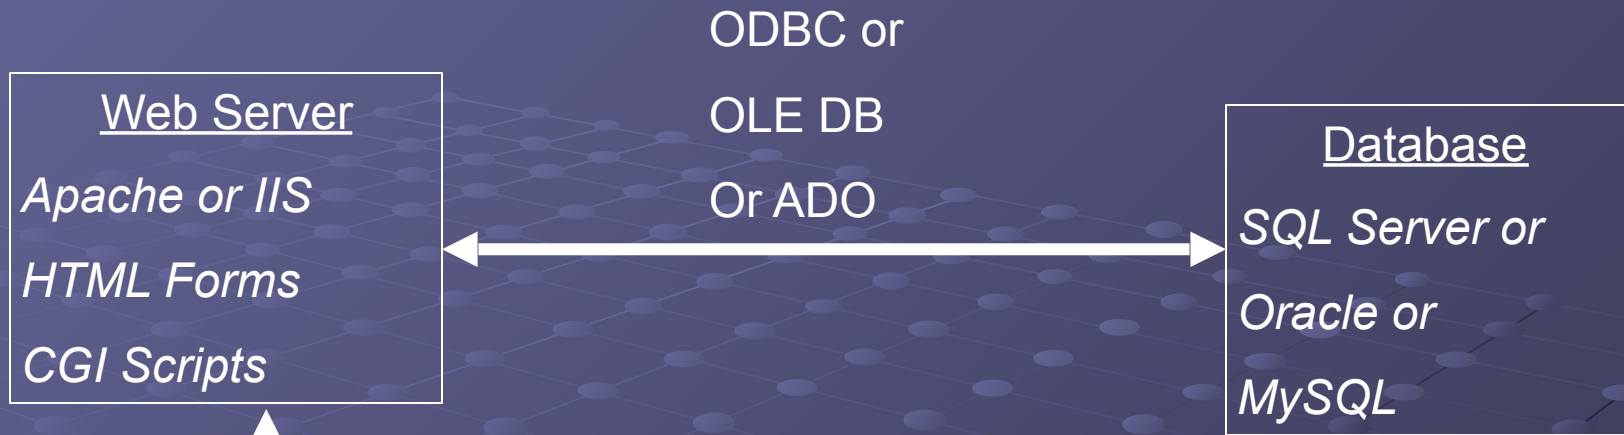 Web Server
Apache or IIS
HTML Forms
CGI Scripts
ODBC or
OLE DB
Or ADO
Database
SQL Server or
Oracle or
MySQL